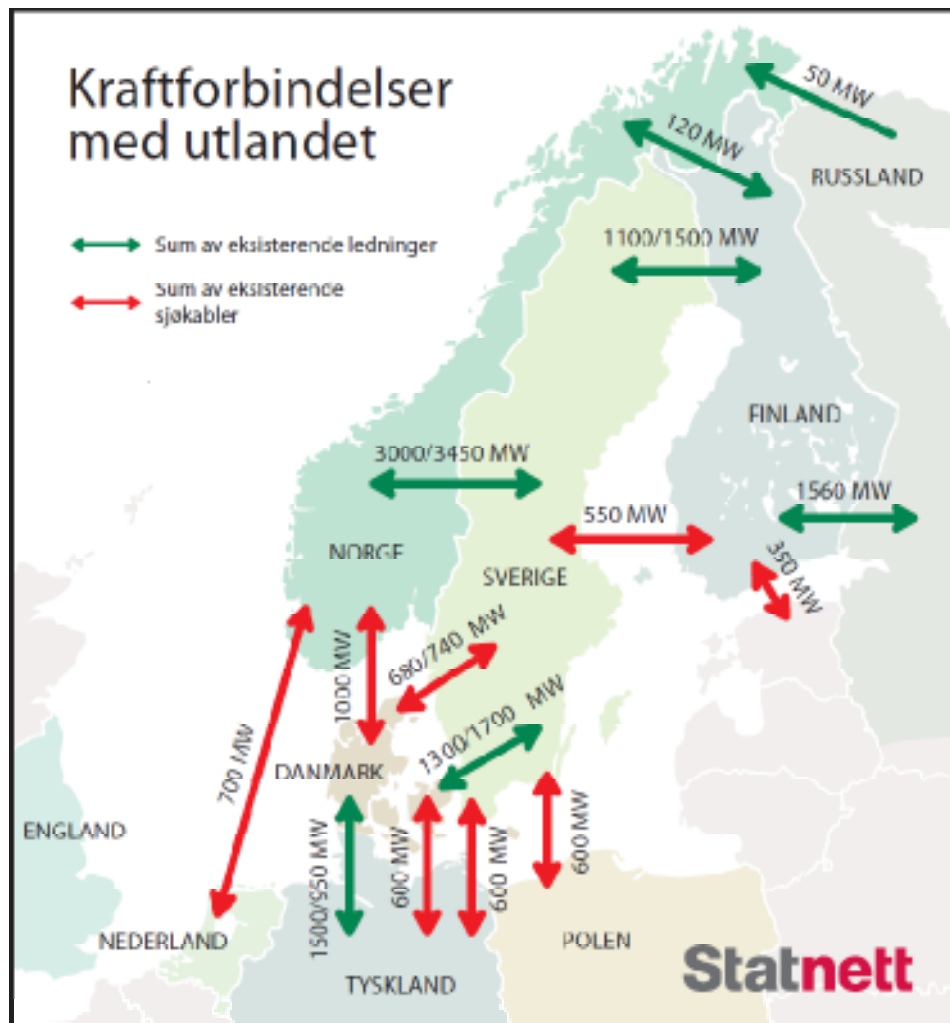 Kraftforbindelser
med utlandet
Sum av eksisterende ledninger
Sum av eksisterende
sjøkabler
50 MW
120 MW
RUSSLAND
1100/1500 MW
FINLAND
3000/3450 MW
1560 MW
550 MW
NORGE
350 MW
SVERIGE
680/740 MW
1000 MW
1300/1700 MW
700 MW
DANMARK
ENGLAND
1500/950 MW
600 MW
600 MW
600 MW
NEDERLAND
POLEN
TYSKLAND
Statnett